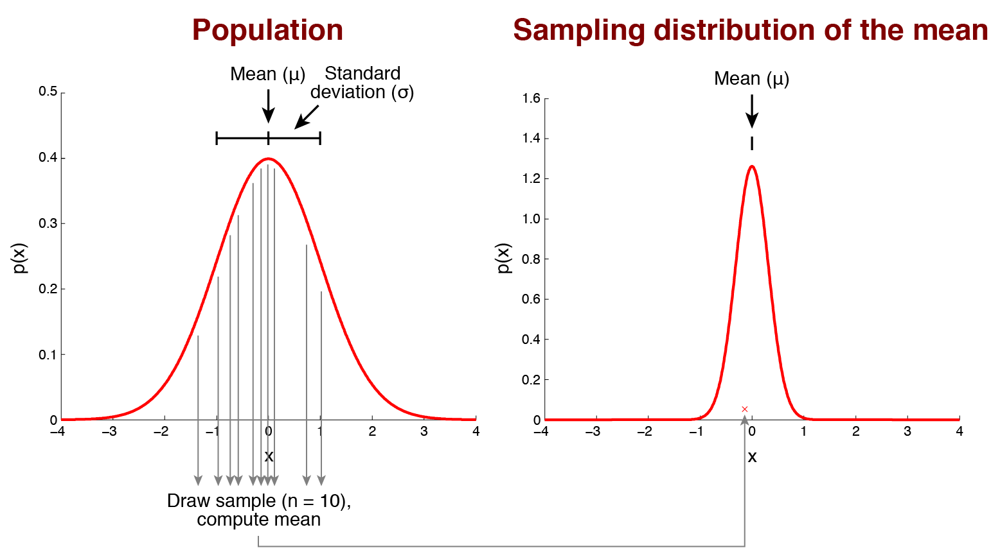 Population
Mean (μ)
Standard
deviation (σ)
0.5
0.4
0.3
0.2
0.1
0
p(x)
−4 −3 −2 −1 0 1 2 3 4
x
Draw sample (n = 10),
compute mean
Sampling distribution of the mean
Mean (μ)
1.6
1.4
1.2
1.0
0.8
0.6
0.4
0.2
0
p(x)
−4 −3 −2 −1 0 1 2 3 4
x